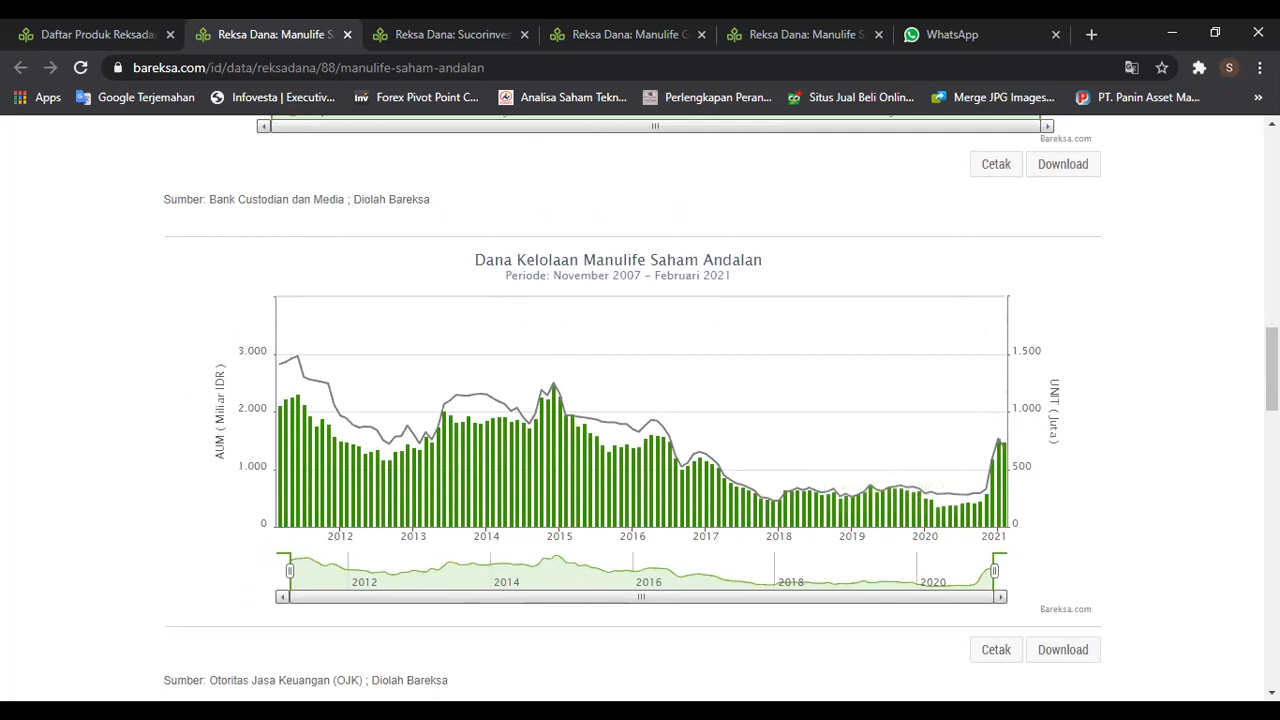 Daftar Produk Reksadan
Reksa Dana: Manulife S
Reksa Dana: Sucorinves
Reksa Dana: Manulife G
Reksa Dana: Manulife S
WhatsApp
bareksa.com/id/data/reksadana/88/manulife-saham-andalan
S
Apps
Google Terjemahan
Infovesta | Executiv...
inv Forex Pivot Point C...
Analisa Saham Tekn...
Perlengkapan Peran...
Situs Jual Beli Onlin...
Merge JPG Images...
PT. Panin Asset Ma...
»
Bareksa.com
Cetak
Download
Sumber: Bank Custodian dan Media ; Diolah Bareksa
Dana Kelolaan Manulife Saham Andalan
Periode: November 2007 - Februari 2021
AUM ( Miliar IDR )
3.000
2.000
1.000
0
1.500
1.000
500
0
UNIT ( Juta )
2012 2013 2014 2015 2016 2017 2018 2019 2020 2021
2012 2014 2016 2018 2020
Bareksa.com
Cetak
Download
Sumber: Otoritas Jasa Keuangan (OJK) ; Diolah Bareksa